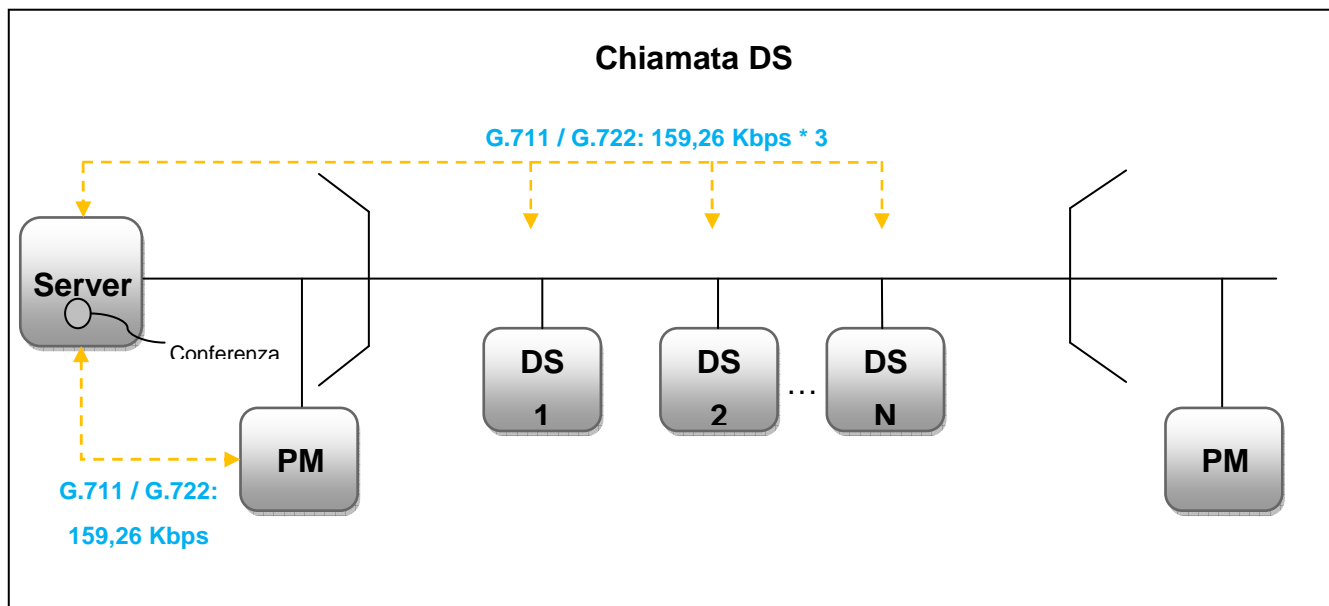 Chiamata DS
G.711 / G.722: 159,26 Kbps * 3
Server
Conferenza
DS
1
DS
2
...
DS
N
PM
PM
G.711 / G.722:
159,26 Kbps